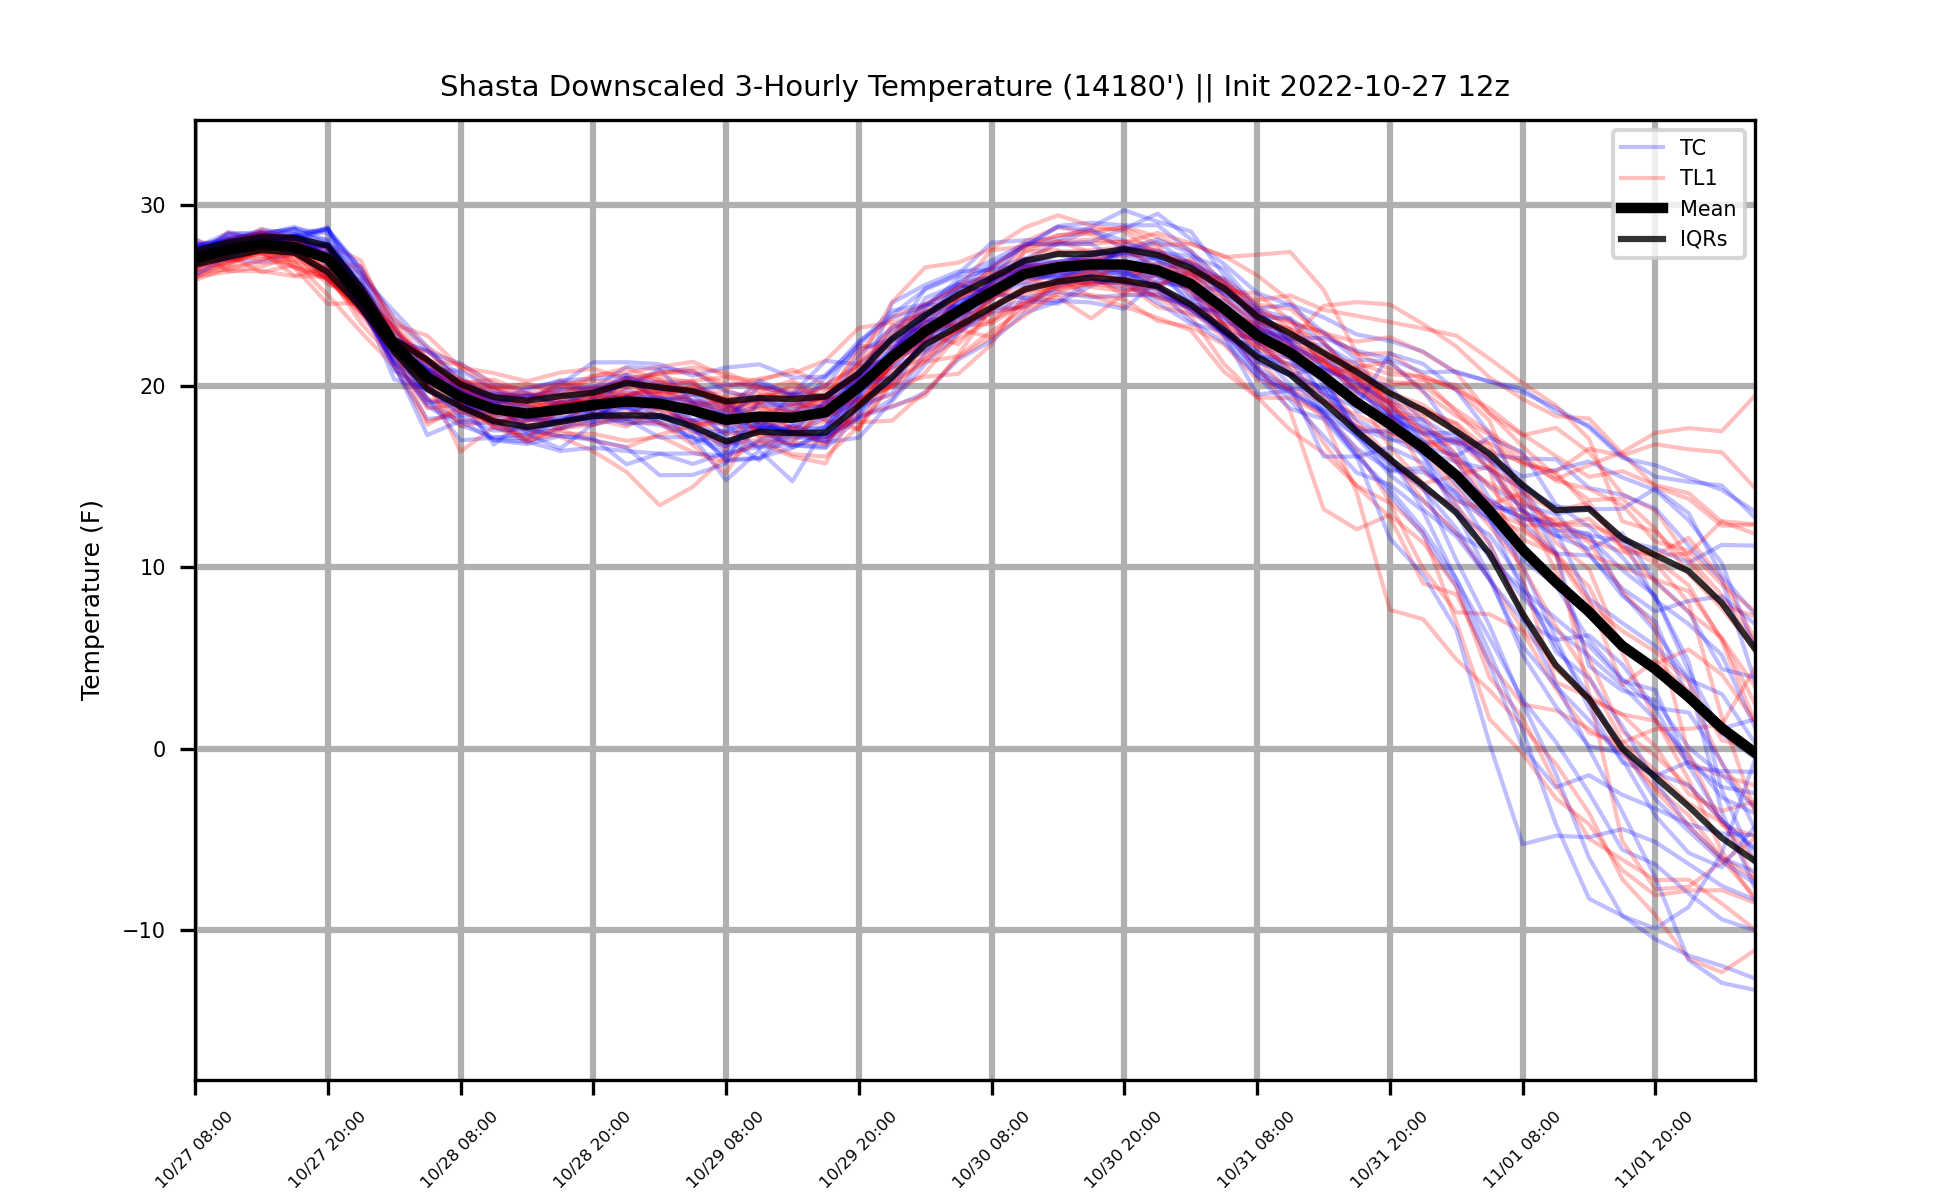 Shasta Downscaled 3-Hourly Temperature (14180') || Init 2022-10-27 12z
TC
TL1
Mean
IQRs
Temperature (F)
30
20
10
0
−10
10/27 08:00
10/27 20:00
10/28 08:00
10/28 20:00
10/29 08:00
10/29 20:00
10/30 08:00
10/30 20:00
10/31 08:00
10/31 20:00
11/01 08:00
11/01 20:00